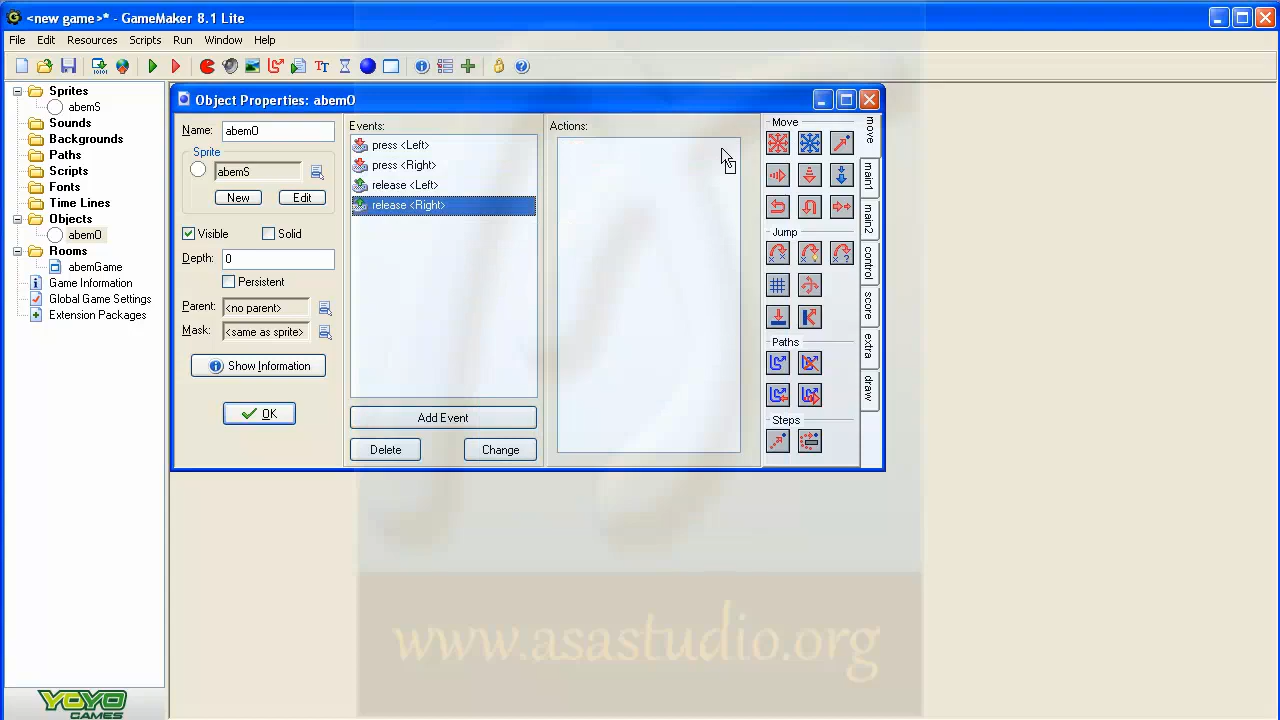 <new game>* - GameMaker 8.1 Lite
File Edit Resources Scripts Run Window Help
Sprites
abemS
Sounds
Backgrounds
Paths
Scripts
Fonts
Time Lines
Objects
abemO
Rooms
abemGame
Game Information
Global Game Settings
Extension Packages
YOYO
GAMES
Object Properties: abemO
Name: abemO
Sprite
abemS
New Edit
Visible Solid
Depth: 0
Persistent
Parent: <no parent>
Mask: <same as sprite>
Show Information
OK
Events:
press <Left>
press <Right>
release <Left>
release <Right>
Add Event
Delete Change
Actions:
Move
Jump
Paths
Steps
move
main1
main2
control
score
extra
draw
www.asastudio.org